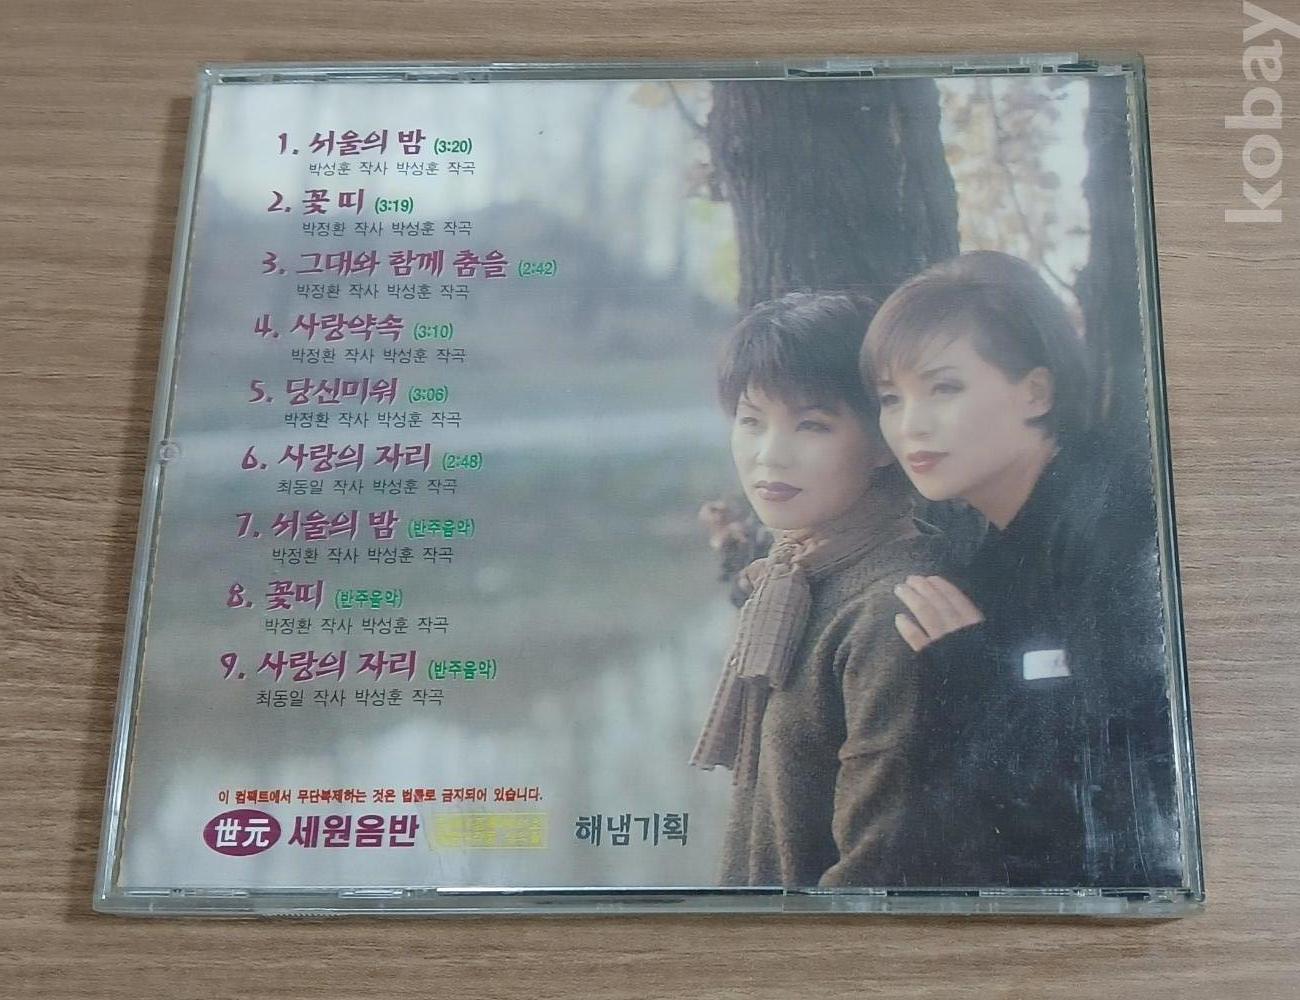 kobay
1. 서울의 밤 (3:20)
박성훈 작사 박성훈 작곡
2. 꽃 띠 (3:19)
박정환 작사 박성훈 작곡
3. 그대와 함께 춤을 (2:42)
박정환 작사 박성훈 작곡
4. 사랑약속 (3:10)
박정환 작사 박성훈 작곡
5. 당신미워 (3:06)
박정환 작사 박성훈 작곡
6. 사랑의 자리 (2:48)
최동일 작사 박성훈 작곡
7. 서울의 밤 (반주음악)
박정환 작사 박성훈 작곡
8. 꽃띠 (반주음악)
박정환 작사 박성훈 작곡
9. 사랑의 자리 (반주음악)
최동일 작사 박성훈 작곡
이 컴팩트에서 무단복제하는 것은 법률로 금지되어 있습니다.
世元 세원음반 해냄기획